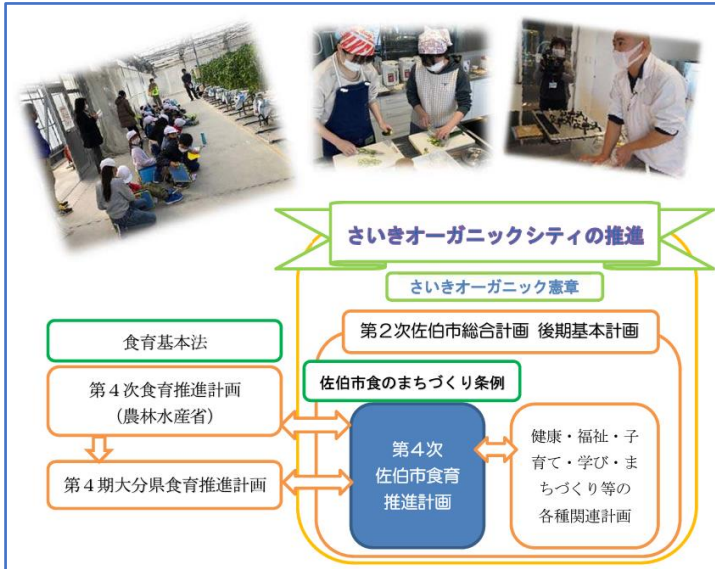 さいきオーガニックシティの推進
さいきオーガニック憲章
第2次佐伯市総合計画 後期基本計画
食育基本法
佐伯市食のまちづくり条例
第4次食育推進計画
（農林水産省）
第4期大分県食育推進計画
第4次
佐伯市食育
推進計画
健康・福祉・子
育て・学び・ま
ちづくり等の
各種関連計画